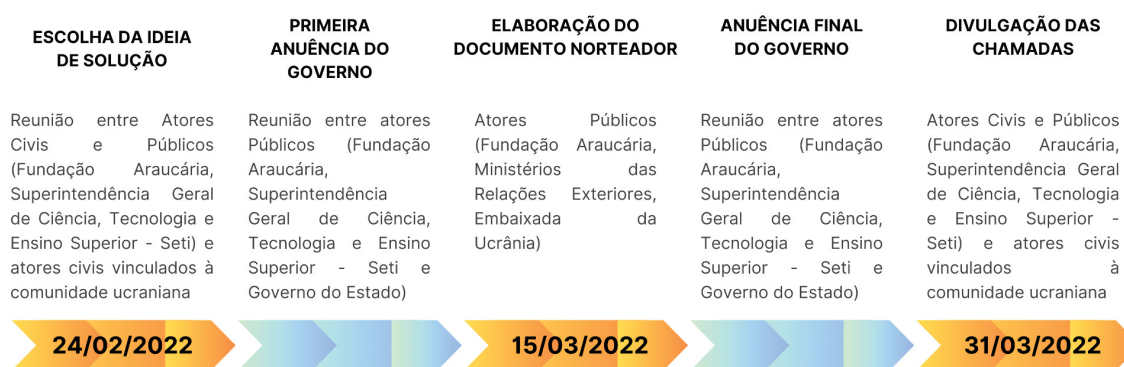 ESCOLHA DA IDEIA
DE SOLUÇÃO
Reunião entre Atores
Civis e Públicos
(Fundação Araucária,
Superintendência Geral
de Ciência, Tecnologia e
Ensino Superior - Seti) e
atores civis vinculados à
comunidade ucraniana
24/02/2022
PRIMEIRA
ANUÊNCIA DO
GOVERNO
Reunião entre atores
Públicos (Fundação
Araucária,
Superintendência
Geral de Ciência,
Tecnologia e Ensino
Superior - Seti e
Governo do Estado)
ELABORAÇÃO DO
DOCUMENTO NORTEADOR
Atores Públicos
(Fundação Araucária,
Ministérios das
Relações Exteriores,
Embaixada da
Ucrânia)
15/03/2022
ANUÊNCIA FINAL
DO GOVERNO
Reunião entre atores
Públicos (Fundação
Araucária,
Superintendência
Geral de Ciência,
Tecnologia e Ensino
Superior - Seti e
Governo do Estado)
DIVULGAÇÃO DAS
CHAMADAS
Atores Civis e Públicos
(Fundação Araucária,
Superintendência Geral
de Ciência, Tecnologia
e Ensino Superior -
Seti) e atores civis
vinculados à
comunidade ucraniana
31/03/2022